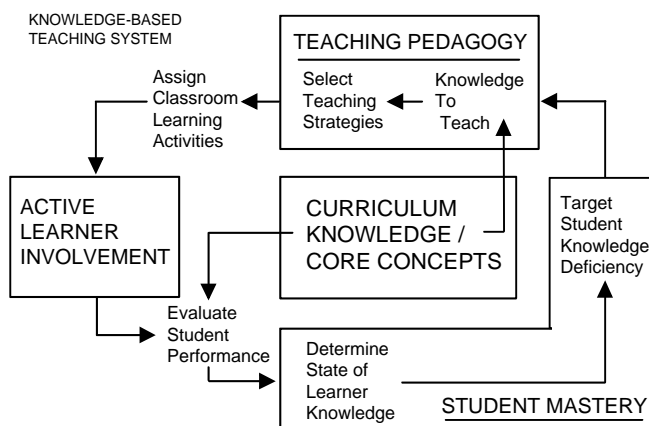 KNOWLEDGE-BASED
TEACHING SYSTEM
TEACHING PEDAGOGY
Select
Teaching
Strategies
Knowledge
To
Teach
Assign
Classroom
Learning
Activities
ACTIVE
LEARNER
INVOLVEMENT
CURRICULUM
KNOWLEDGE /
CORE CONCEPTS
Target
Student
Knowledge
Deficiency
Evaluate
Student
Performance
Determine
State of
Learner
Knowledge
STUDENT MASTERY